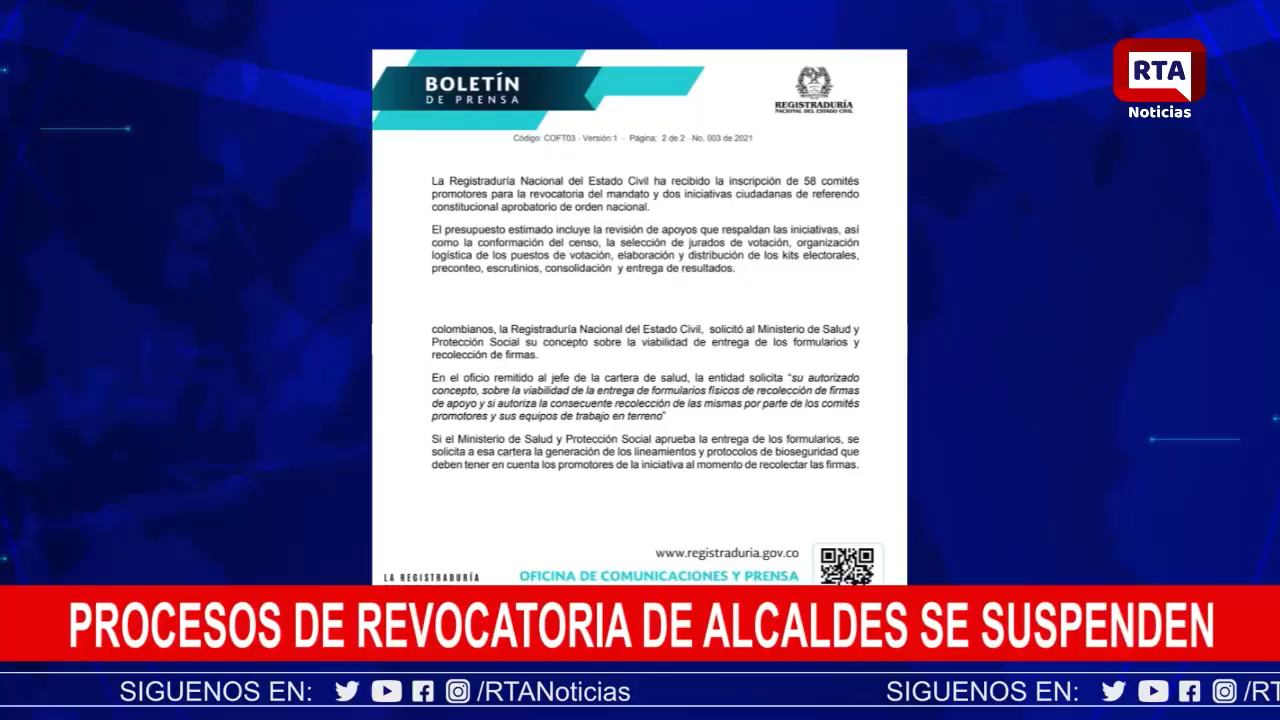 RTA
Noticias
BOLETÍN
DE PRENSA
REGISTRADURÍA
NACIONAL DEL ESTADO CIVIL
Código: COFT03 - Versión:1 - Página: 2 de 2 - No. 003 de 2021
La Registraduría Nacional del Estado Civil ha recibido la inscripción de 58 comités
promotores para la revocatoria del mandato y dos iniciativas ciudadanas de referendo
constitucional aprobatorio de orden nacional.
El presupuesto estimado incluye la revisión de apoyos que respaldan las iniciativas, así
como la conformación del censo, la selección de jurados de votación, organización
logística de los puestos de votación, elaboración y distribución de los kits electorales,
preconteo, escrutinios, consolidación y entrega de resultados.
colombianos, la Registraduría Nacional del Estado Civil, solicitó al Ministerio de Salud y
Protección Social su concepto sobre la viabilidad de entrega de los formularios y
recolección de firmas.
En el oficio remitido al jefe de la cartera de salud, la entidad solicita “su autorizado
concepto, sobre la viabilidad de la entrega de formularios físicos de recolección de firmas
de apoyo y si autoriza la consecuente recolección de las mismas por parte de los comités
promotores y sus equipos de trabajo en terreno”
Si el Ministerio de Salud y Protección Social aprueba la entrega de los formularios, se
solicita a esa cartera la generación de los lineamientos y protocolos de bioseguridad que
deben tener en cuenta los promotores de la iniciativa al momento de recolectar las firmas.
www.registraduria.gov.co
LA REGISTRADURÍA
OFICINA DE COMUNICACIONES Y PRENSA
PROCESOS DE REVOCATORIA DE ALCALDES SE SUSPENDEN
SIGUENOS EN: /RTANoticias SIGUENOS EN: /RT